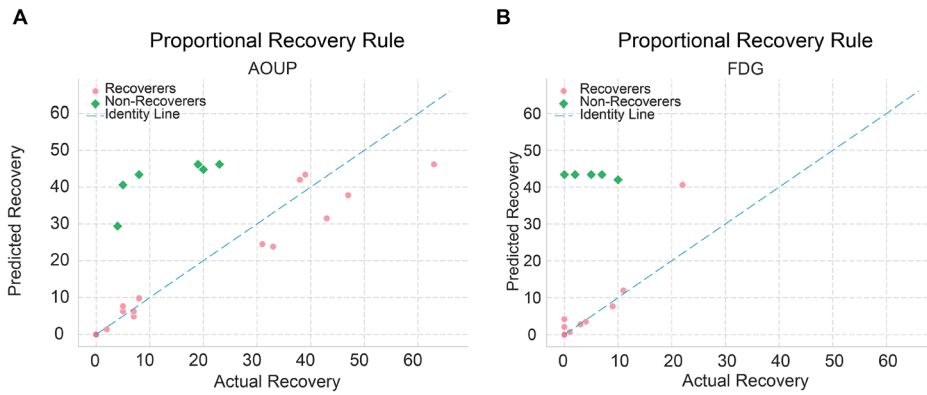 A
Proportional Recovery Rule
AOUP
Recoverers
Non-Recoverers
Identity Line
60
50
40
30
20
10
0
Predicted Recovery
0 10 20 30 40 50 60
Actual Recovery
B
Proportional Recovery Rule
FDG
Recoverers
Non-Recoverers
Identity Line
60
50
40
30
20
10
0
Predicted Recovery
0 10 20 30 40 50 60
Actual Recovery